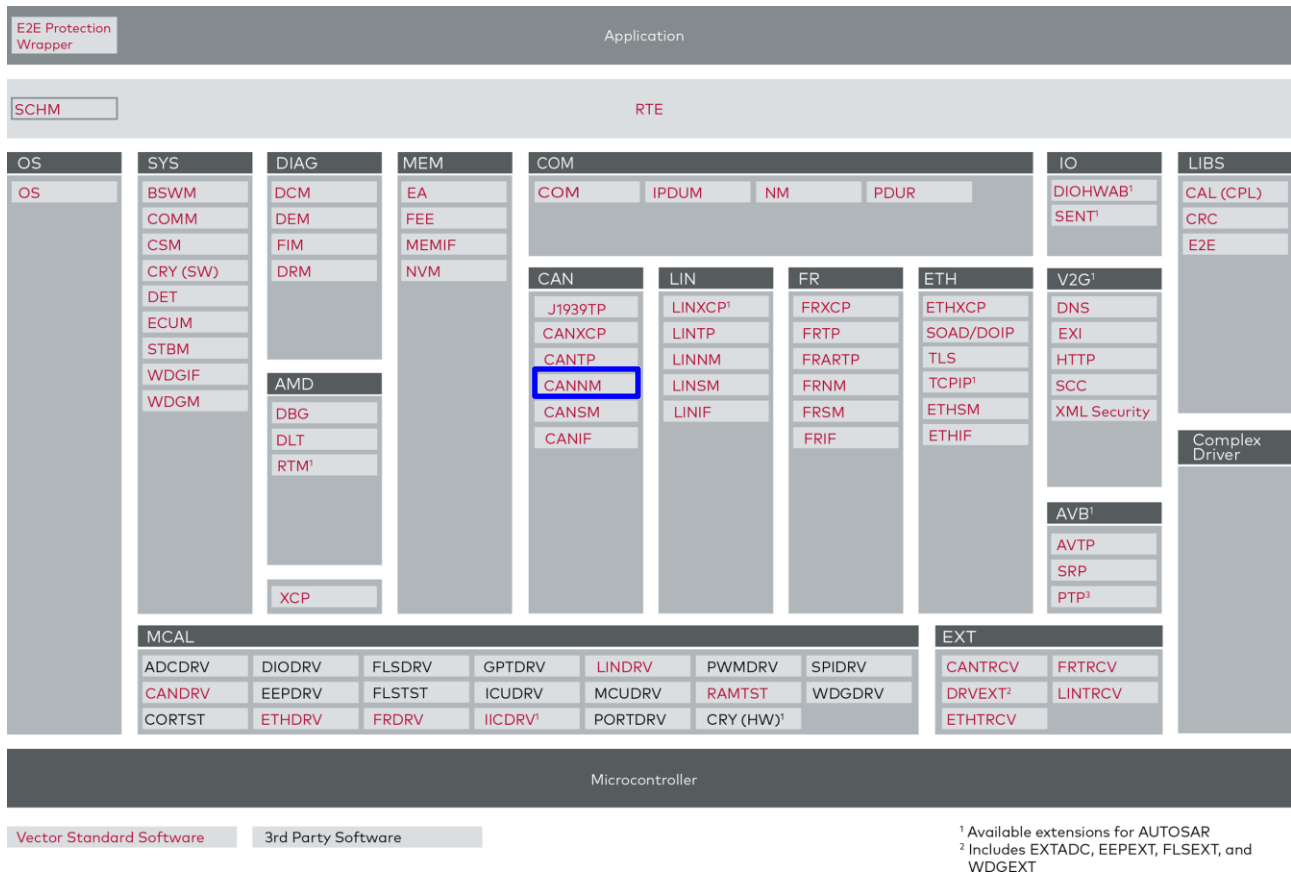 E2E Protection
Wrapper
Application
SCHM
RTE
OS
OS
SYS
BSWM
COMM
CSM
CRY (SW)
DET
ECUM
STBM
WDGIF
WDGM
DIAG
DCM
DEM
FIM
DRM
AMD
DBG
DLT
RTM¹
XCP
MEM
EA
FEE
MEMIF
NVM
COM
COM IPDUM NM PDUR
CAN
J1939TP
CANXCP
CANTP
CANNM
CANSM
CANIF
LIN
LINXCP¹
LINTP
LINNM
LINSM
LINIF
FR
FRXCP
FRTP
FRARTP
FRNM
FRSM
FRIF
ETH
ETHXCP
SOAD/DOIP
TLS
TCPIP¹
ETHSM
ETHIF
IO
DIOHWAB¹
SENT¹
V2G¹
DNS
EXI
HTTP
SCC
XML Security
AVB¹
AVTP
SRP
PTP³
LIBS
CAL (CPL)
CRC
E2E
Complex
Driver
MCAL
ADCDRV DIODRV FLSDRV GPTDRV LINDRV PWMDRV SPIDRV
CANDRV EEPDRV FLSTST ICUDRV MCUDRV RAMTST WDGDRV
CORTST ETHDRV FRDRV IICDRV¹ PORTDRV CRY (HW)¹
EXT
CANTRCV FRTRCV
DRVEXT² LINTRCV
ETHTRCV
Microcontroller
Vector Standard Software 3rd Party Software
¹ Available extensions for AUTOSAR
² Includes EXTADC, EEPEXT, FLSEXT, and
WDGEXT